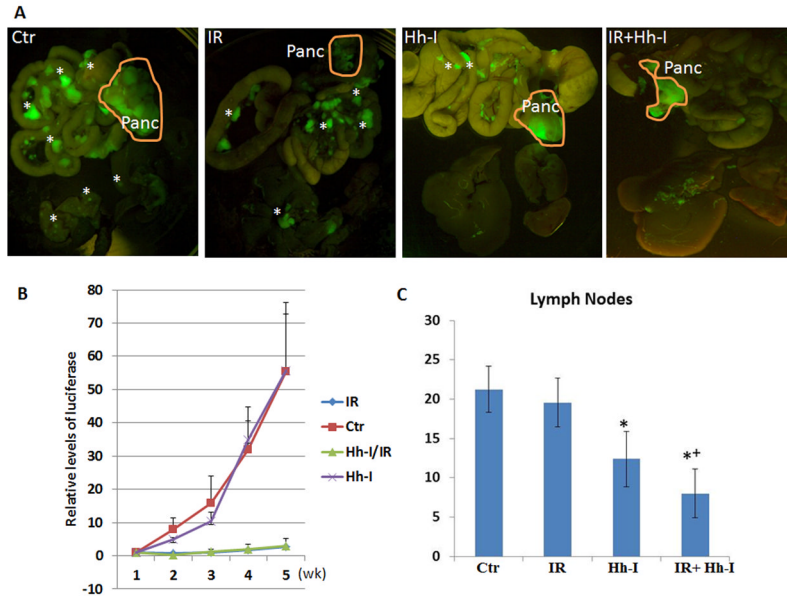 A
Ctr
IR
Hh-I
IR+Hh-I
Panc
Panc
Panc
Panc
* * * * * * *
* * * * *
* *
B
Relative levels of luciferase
80
70
60
50
40
30
20
10
0
-10
1 2 3 4 5 (wk)
IR
Ctr
Hh-I/IR
Hh-I
C
Lymph Nodes
30
25
20
15
10
5
0
*
*+
Ctr IR Hh-I IR+ Hh-I